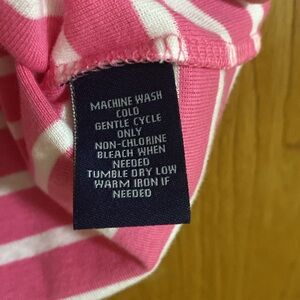 MACHINE WASH
COLD
GENTLE CYCLE
ONLY
NON-CHLORINE
BLEACH WHEN
NEEDED
TUMBLE DRY LOW
WARM IRON IF
NEEDED